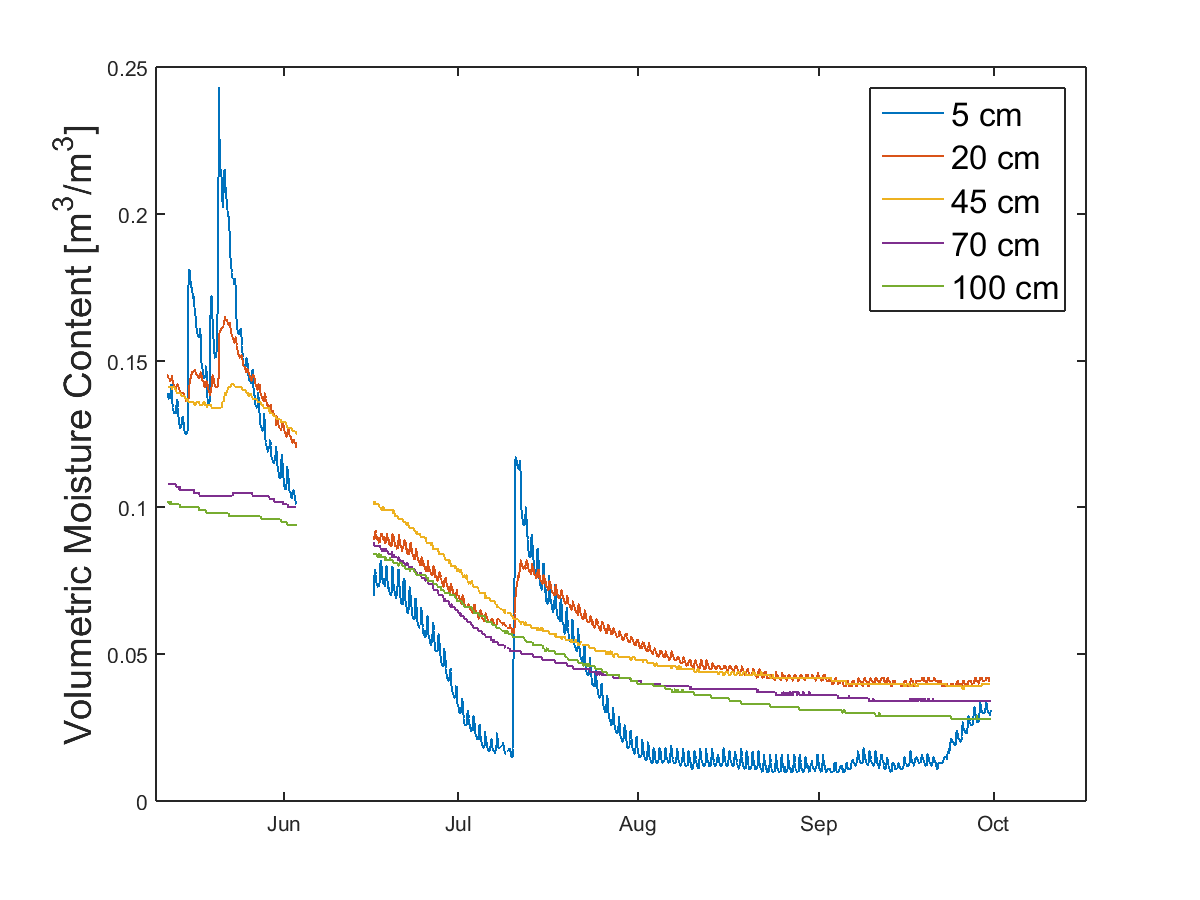 0.25
0.2
0.15
0.1
0.05
0
Volumetric Moisture Content [m³/m³]
Jun
Jul
Aug
Sep
Oct
5 cm
20 cm
45 cm
70 cm
100 cm